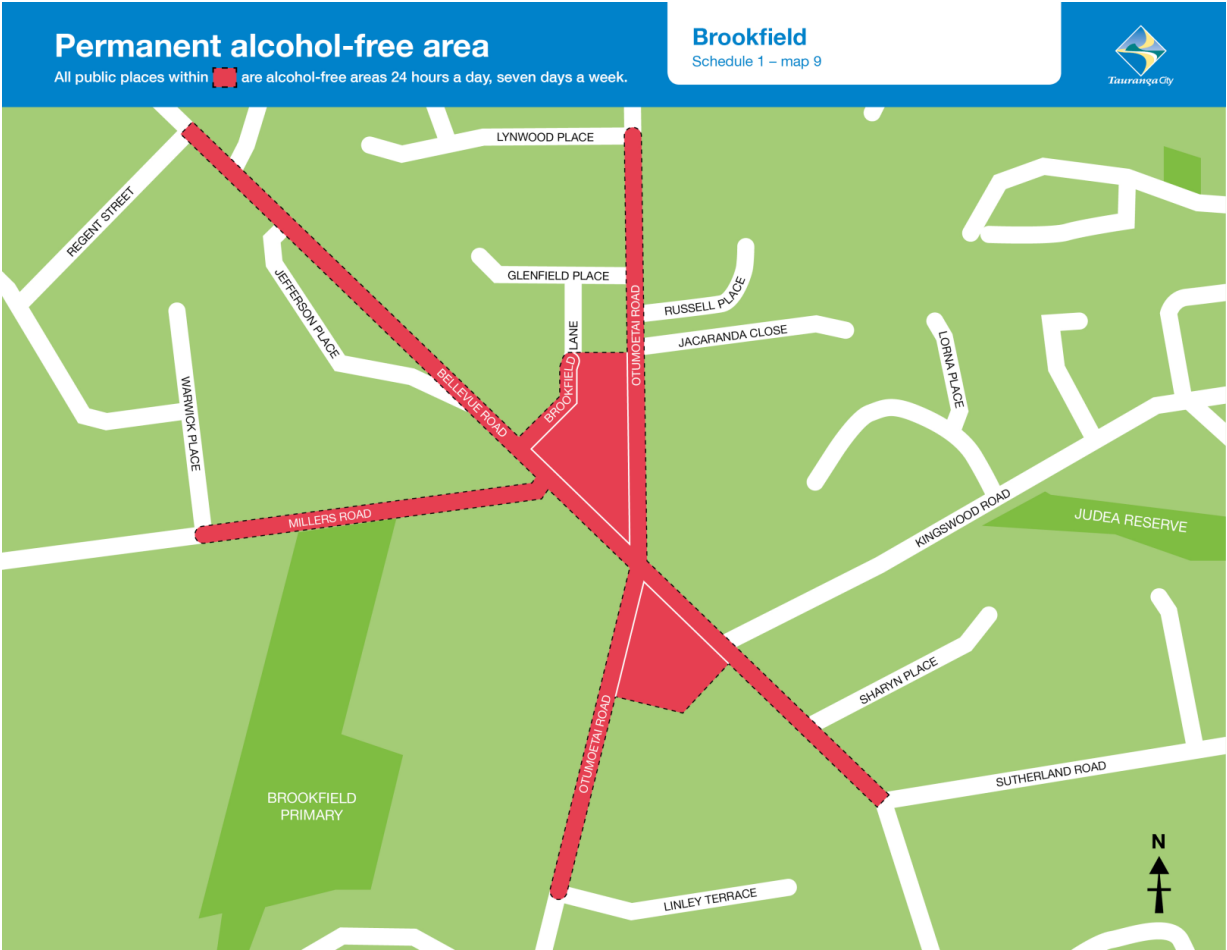 Permanent alcohol-free area
All public places within are alcohol-free areas 24 hours a day, seven days a week.
Brookfield
Schedule 1 – map 9
Tauranga City
LYNWOOD PLACE
REGENT STREET
GLENFIELD PLACE
JEFFERSON PLACE
RUSSELL PLACE
OTUMOETAI ROAD
JACARANDA CLOSE
BROOKFIELD LANE
LORNA PLACE
WARWICK PLACE
BELLEVUE ROAD
MILLERS ROAD
KINGSWOOD ROAD
JUDEA RESERVE
SHARYN PLACE
OTUMOETAI ROAD
SUTHERLAND ROAD
BROOKFIELD
PRIMARY
N
LINLEY TERRACE